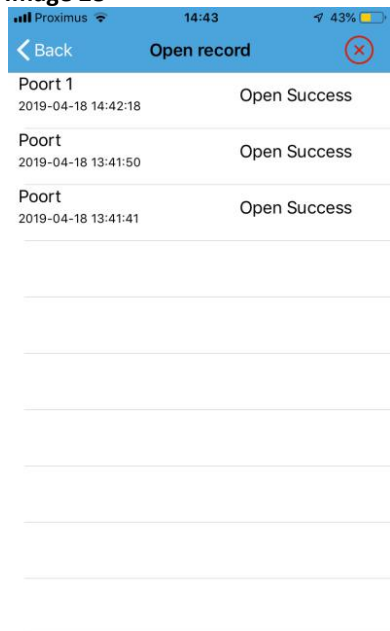 Image
Proximus 14:43 43%
Back Open record
Poort 1
2019-04-18 14:42:18 Open Success
Poort
2019-04-18 13:41:50 Open Success
Poort
2019-04-18 13:41:41 Open Success